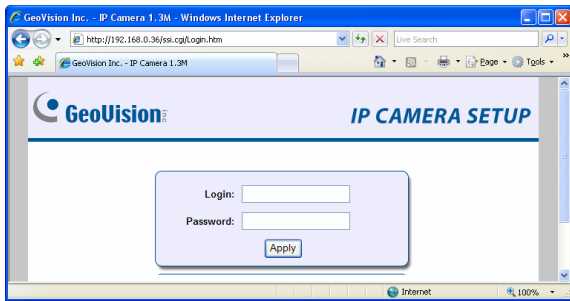 GeoVision Inc. - IP Camera 1.3M - Windows Internet Explorer
http://192.168.0.36/ssi.cgi/Login.htm
Live Search
GeoVision Inc. - IP Camera 1.3M
Page
Tools
GeoVision inc
IP CAMERA SETUP
Login:
Password:
Apply
Internet
100%